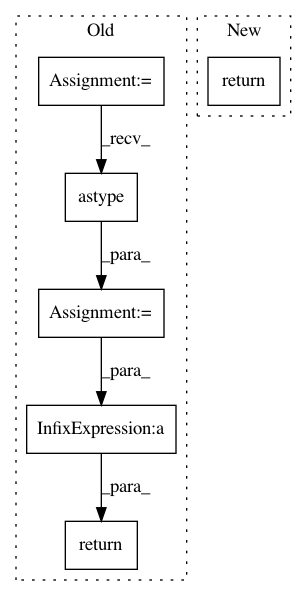 Old
New
Assignment:=
return
_recv_
astype
_para_
Assignment:=
_para_
InfixExpression:a
_para_
return